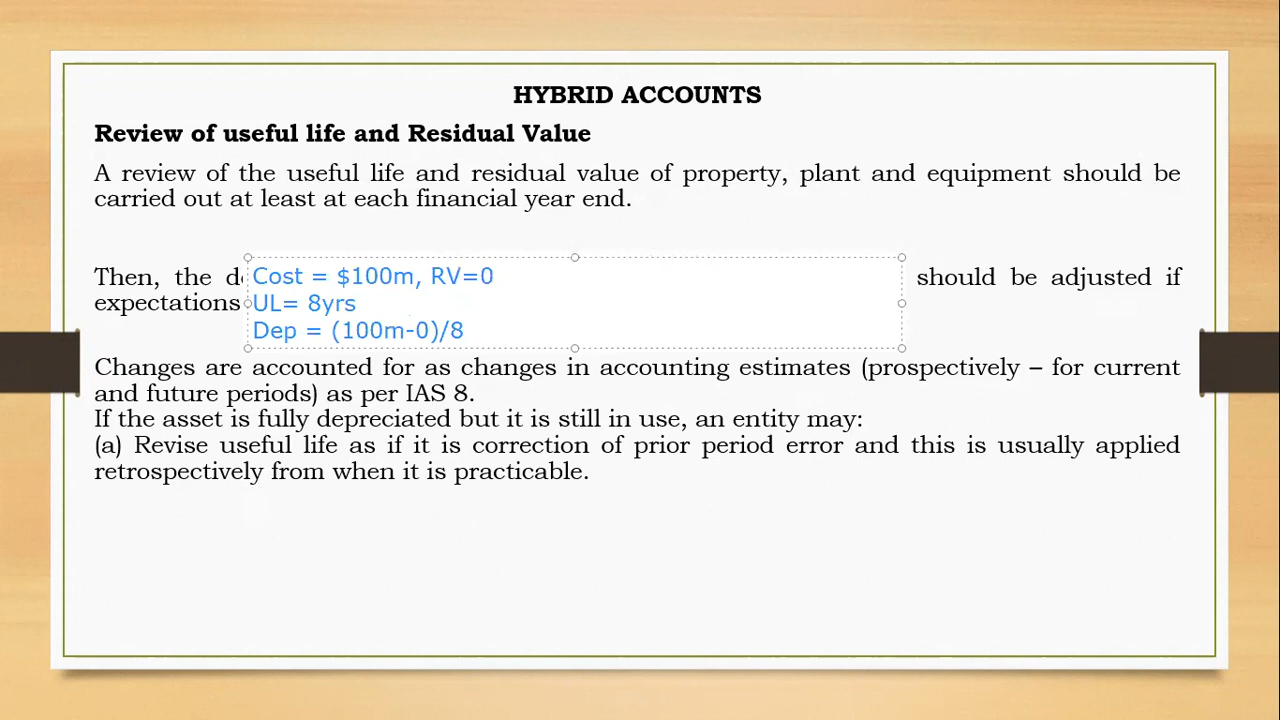 HYBRID ACCOUNTS
Review of useful life and Residual Value
A review of the useful life and residual value of property, plant and equipment should be
carried out at least at each financial year end.
Then, the
Cost = $100m, RV=0
should be adjusted if
expectations
UL= 8yrs
Dep = (100m-0)/8
Changes are accounted for as changes in accounting estimates (prospectively – for current
and future periods) as per IAS 8.
If the asset is fully depreciated but it is still in use, an entity may:
(a) Revise useful life as if it is correction of prior period error and this is usually applied
retrospectively from when it is practicable.